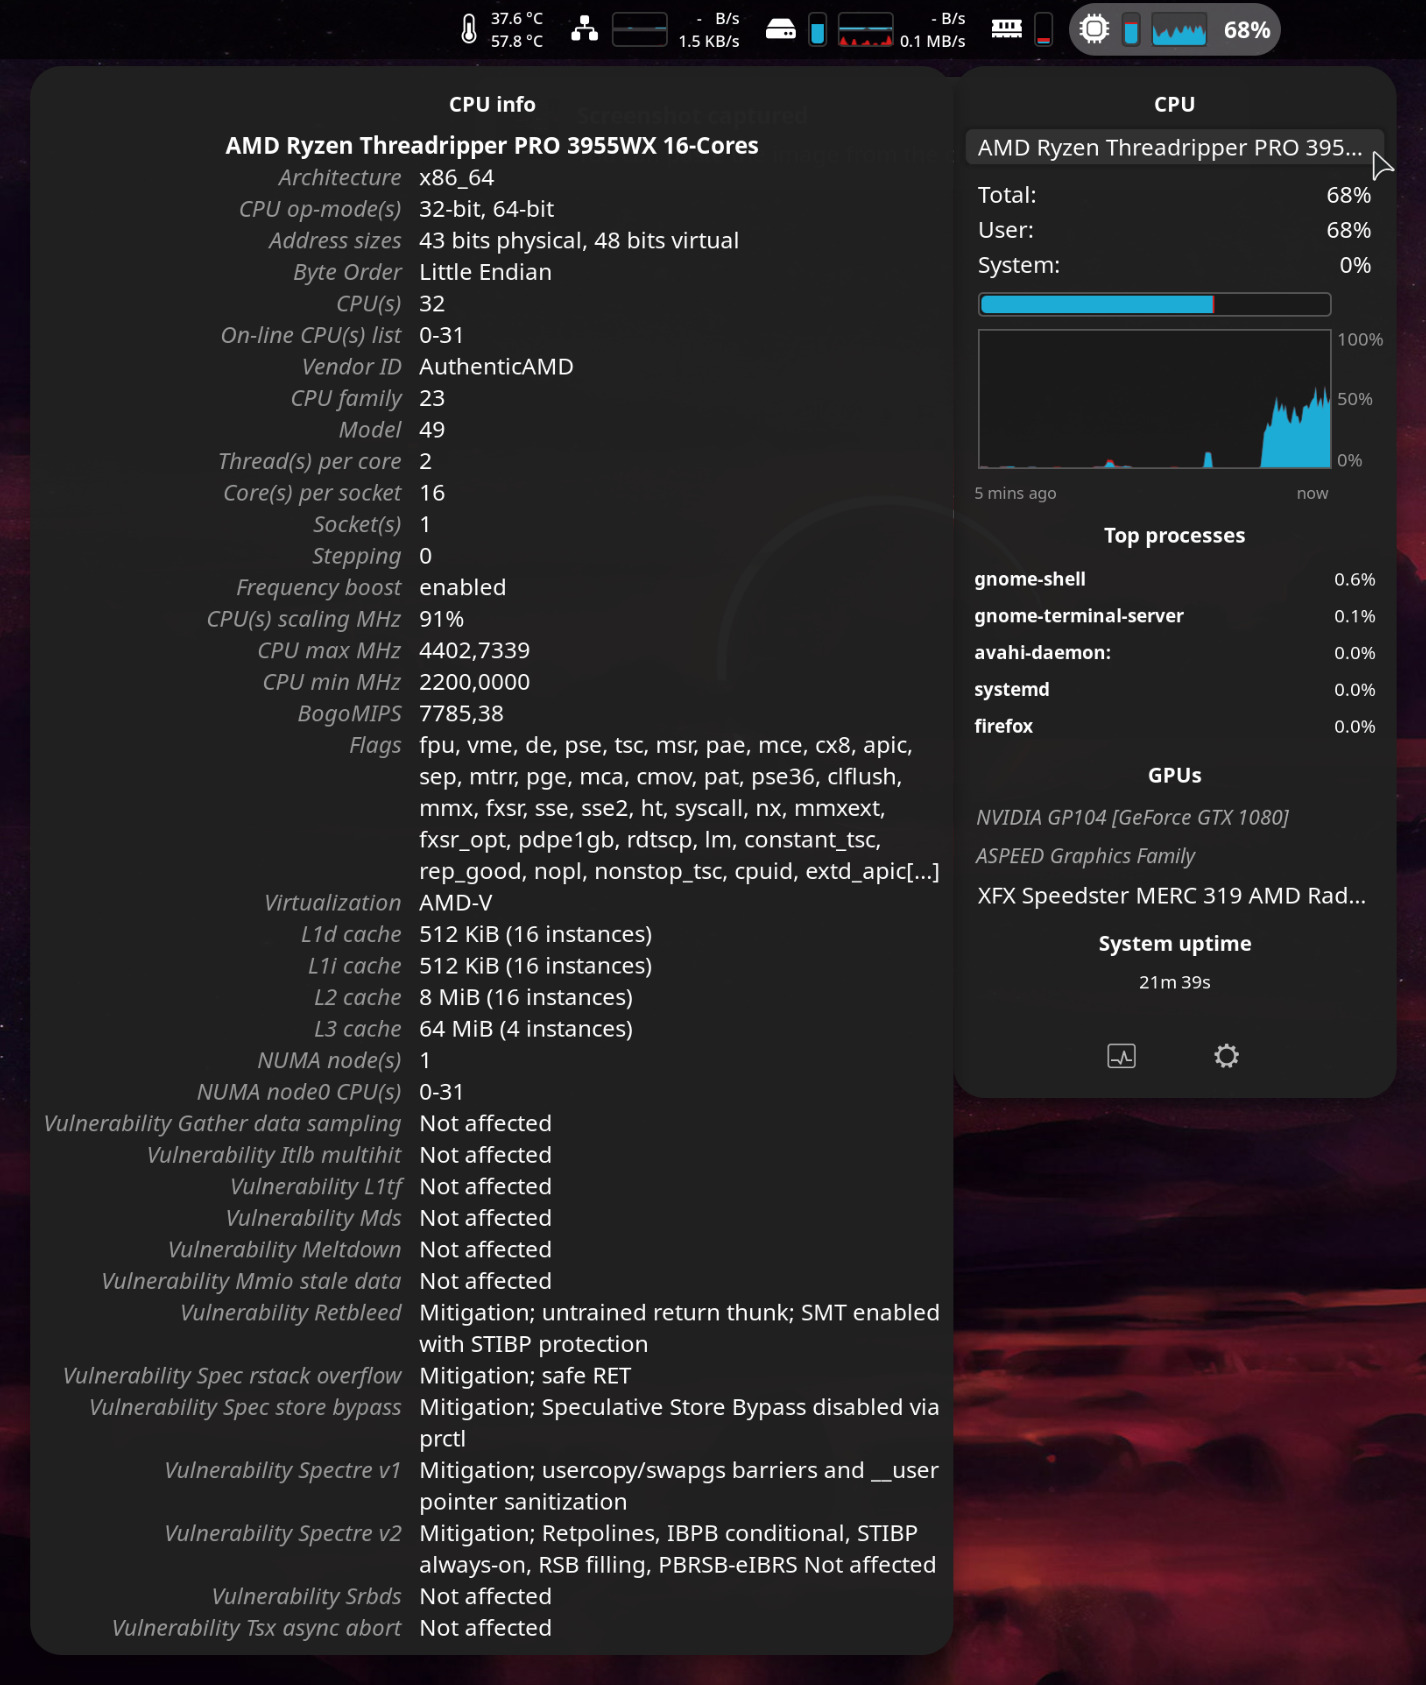 37.6 °C
57.8 °C
- B/s
1.5 KB/s
- B/s
0.1 MB/s
68%
CPU info
Screenshot captured
AMD Ryzen Threadripper PRO 3955WX 16-Cores
Architecture x86_64
CPU op-mode(s) 32-bit, 64-bit
Address sizes 43 bits physical, 48 bits virtual
Byte Order Little Endian
CPU(s) 32
On-line CPU(s) list 0-31
Vendor ID AuthenticAMD
CPU family 23
Model 49
Thread(s) per core 2
Core(s) per socket 16
Socket(s) 1
Stepping 0
Frequency boost enabled
CPU(s) scaling MHz 91%
CPU max MHz 4402,7339
CPU min MHz 2200,0000
BogoMIPS 7785,38
Flags fpu, vme, de, pse, tsc, msr, pae, mce, cx8, apic,
sep, mtrr, pge, mca, cmov, pat, pse36, clflush,
mmx, fxsr, sse, sse2, ht, syscall, nx, mmxext,
fxsr_opt, pdpe1gb, rdtscp, lm, constant_tsc,
rep_good, nopl, nonstop_tsc, cpuid, extd_apic[...]
Virtualization AMD-V
L1d cache 512 KiB (16 instances)
L1i cache 512 KiB (16 instances)
L2 cache 8 MiB (16 instances)
L3 cache 64 MiB (4 instances)
NUMA node(s) 1
NUMA node0 CPU(s) 0-31
Vulnerability Gather data sampling Not affected
Vulnerability Itlb multihit Not affected
Vulnerability L1tf Not affected
Vulnerability Mds Not affected
Vulnerability Meltdown Not affected
Vulnerability Mmio stale data Not affected
Vulnerability Retbleed Mitigation; untrained return thunk; SMT enabled
with STIBP protection
Vulnerability Spec rstack overflow Mitigation; safe RET
Vulnerability Spec store bypass Mitigation; Speculative Store Bypass disabled via
prctl
Vulnerability Spectre v1 Mitigation; usercopy/swapgs barriers and __user
pointer sanitization
Vulnerability Spectre v2 Mitigation; Retpolines, IBPB conditional, STIBP
always-on, RSB filling, PBRSB-eIBRS Not affected
Vulnerability Srbds Not affected
Vulnerability Tsx async abort Not affected
CPU
AMD Ryzen Threadripper PRO 395...
Total: 68%
User: 68%
System: 0%
100%
50%
0%
5 mins ago now
Top processes
gnome-shell 0.6%
gnome-terminal-server 0.1%
avahi-daemon: 0.0%
systemd 0.0%
firefox 0.0%
GPUs
NVIDIA GP104 [GeForce GTX 1080]
ASPEED Graphics Family
XFX Speedster MERC 319 AMD Rad...
System uptime
21m 39s